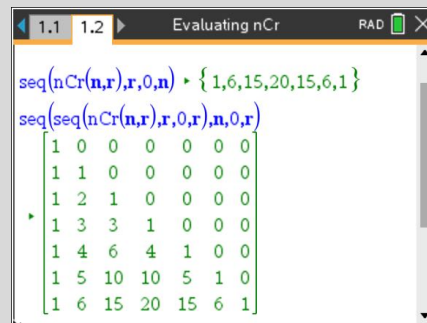 1.1 1.2 Evaluating nCr RAD
seq(nCr(n,r),r,0,n) ▸ {1,6,15,20,15,6,1}
seq(seq(nCr(n,r),r,0,r),n,0,r)
▸ [1 0 0 0 0 0 0
1 1 0 0 0 0 0
1 2 1 0 0 0 0
1 3 3 1 0 0 0
1 4 6 4 1 0 0
1 5 10 10 5 1 0
1 6 15 20 15 6 1]